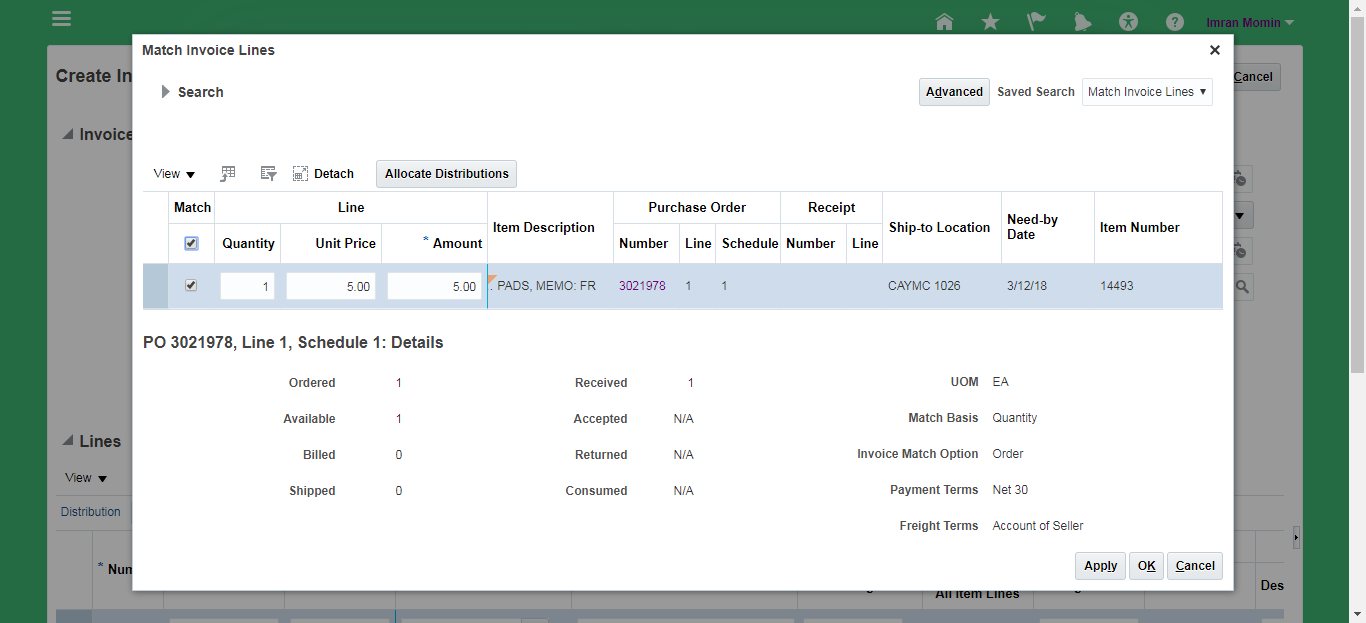 Imran Momin
Match Invoice Lines
Create In
Cancel
Search
Advanced Saved Search Match Invoice Lines
Invoice
View Detach Allocate Distributions
Match Line Item Description Purchase Order Receipt Ship-to Location Need-by Date Item Number
Quantity Unit Price * Amount Number Line Schedule Number Line
1 5.00 5.00 . PADS, MEMO: FR 3021978 1 1 CAYMC 1026 3/12/18 14493
PO 3021978, Line 1, Schedule 1: Details
Ordered 1 Received 1 UOM EA
Available 1 Accepted N/A Match Basis Quantity
Billed 0 Returned N/A Invoice Match Option Order
Shipped 0 Consumed N/A Payment Terms Net 30
Freight Terms Account of Seller
Lines
View
Distribution
Apply OK Cancel
* Num
All Item Lines
Des